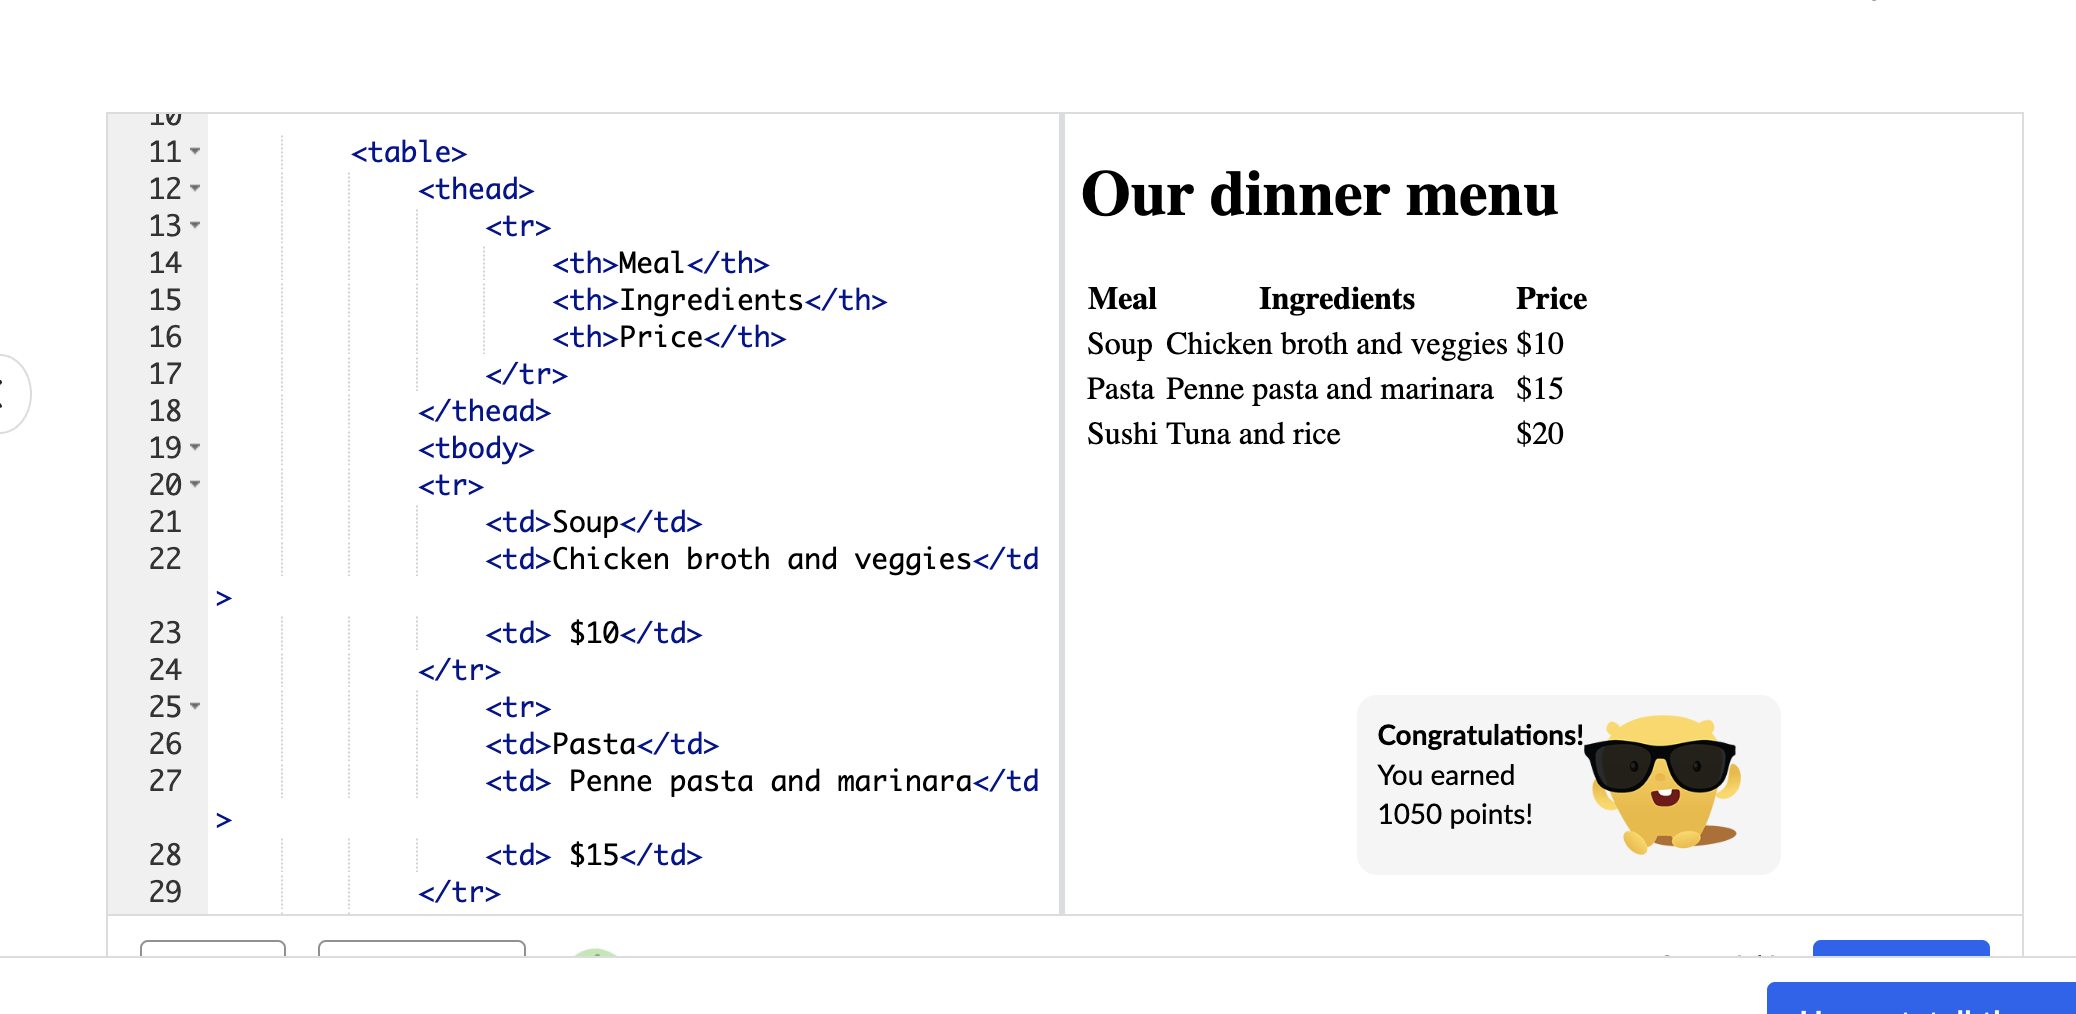 10
11 <table>
12 <thead>
13 <tr>
14 <th>Meal</th>
15 <th>Ingredients</th>
16 <th>Price</th>
17 </tr>
18 </thead>
19 <tbody>
20 <tr>
21 <td>Soup</td>
22 <td>Chicken broth and veggies</td
>
23 <td> $10</td>
24 </tr>
25 <tr>
26 <td>Pasta</td>
27 <td> Penne pasta and marinara</td
>
28 <td> $15</td>
29 </tr>
Our dinner menu
Meal Ingredients Price
Soup Chicken broth and veggies $10
Pasta Penne pasta and marinara $15
Sushi Tuna and rice $20
Congratulations!
You earned
1050 points!